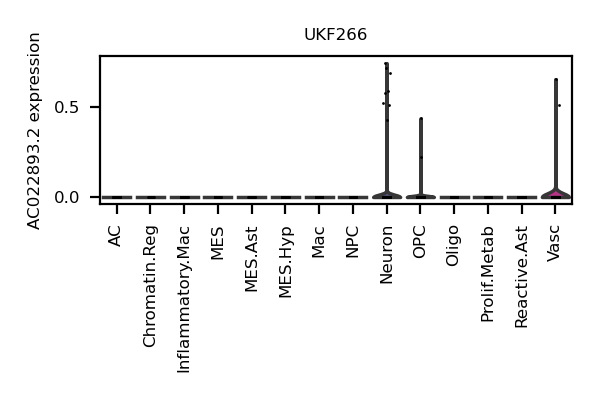 UKF266
AC022893.2 expression
0.5
0.0
AC
Chromatin.Reg
Inflammatory.Mac
MES
MES.Ast
MES.Hyp
Mac
NPC
Neuron
OPC
Oligo
Prolif.Metab
Reactive.Ast
Vasc